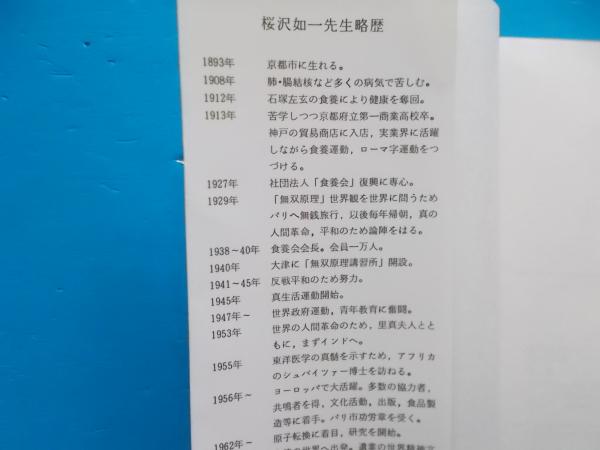 桜沢如一先生略歴
1893年 京都市に生れる。
1908年 肺・腸結核など多くの病気で苦しむ。
1912年 石塚左玄の食養により健康を奪回。
1913年 苦学しつつ京都府立第一商業高校卒。
神戸の貿易商店に入店，実業界に活躍
しながら食養運動，ローマ字運動をつ
づける。
1927年 社団法人「食養会」復興に専心。
1929年 「無双原理」世界観を世界に問うため
パリへ無銭旅行，以後毎年帰朝，真の
人間革命，平和のため論陣をはる。
1938～40年 食養会会長。会員一万人。
1940年 大津に「無双原理講習所」開設。
1941～45年 反戦平和のため努力。
1945年 真生活運動開始。
1947年～ 世界政府運動，青年教育に奮闘。
1953年 世界の人間革命のため，里真夫人とと
もに，まずインドへ。
1955年 東洋医学の真髄を示すため，アフリカ
のシュバイツァー博士を訪ねる。
1956年～ ヨーロッパで大活躍。多数の協力者，
共鳴者を得，文化活動，出版，食品製
造等に着手。パリ市功労章を受く。
1962年～ 原子転換に着目，研究を開始。